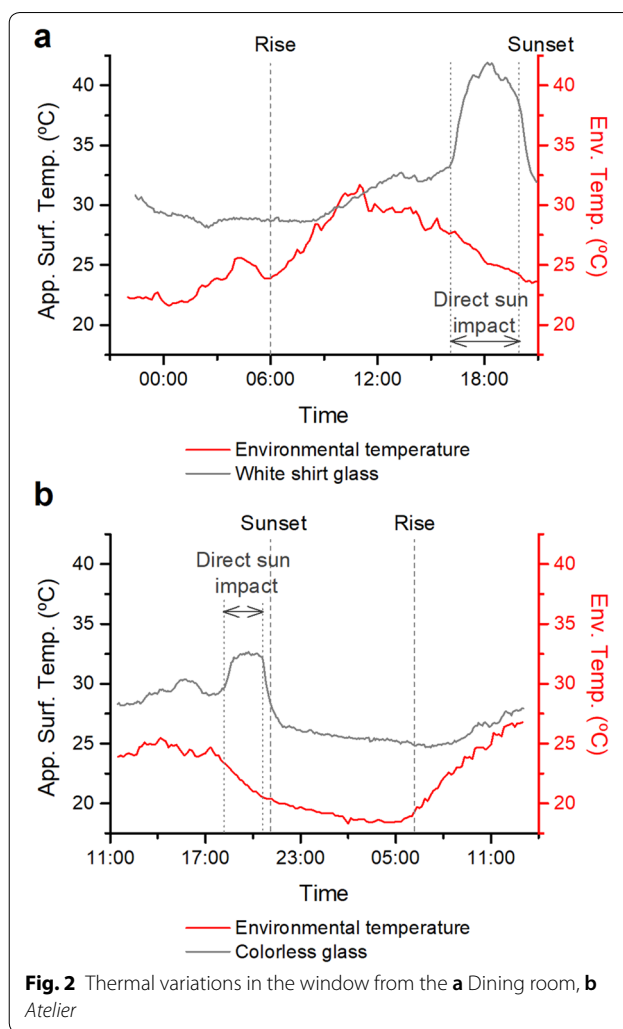 a
Rise
Sunset
40
35
30
25
20
App. Surf. Temp. (ºC)
40
35
30
25
20
Env. Temp. (ºC)
Direct sun
impact
00:00 06:00 12:00 18:00
Time
Environmental temperature
White shirt glass
b
Sunset
Rise
Direct sun
impact
40
35
30
25
20
App. Surf. Temp. (ºC)
40
35
30
25
20
Env. Temp. (ºC)
11:00 17:00 23:00 05:00 11:00
Time
Environmental temperature
Colorless glass
Fig. 2 Thermal variations in the window from the a Dining room, b
Atelier